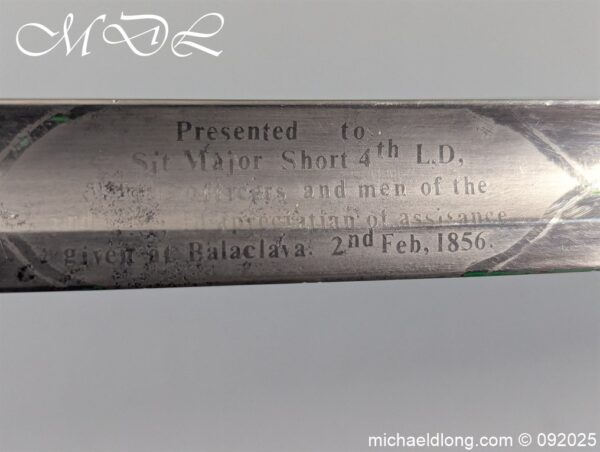 MDL
Presented to
Sjt Major Short 4th L.D,
officers and men of the
appreciatian of assisance
given at Balaclava. 2nd Feb, 1856.
michaeldlong.com © 092025